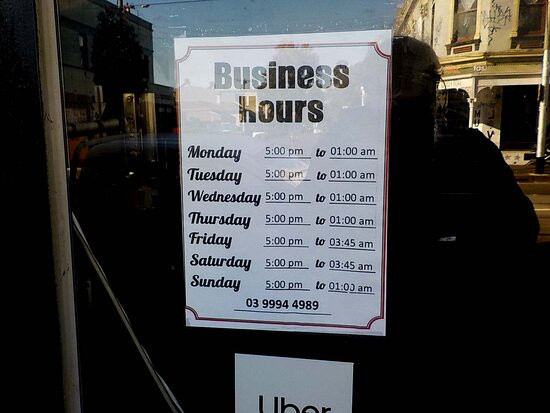 Business
Hours
Monday 5:00 pm to 01:00 am
Tuesday 5:00 pm to 01:00 am
Wednesday 5:00 pm to 01:00 am
Thursday 5:00 pm to 01:00 am
Friday 5:00 pm to 03:45 am
Saturday 5:00 pm to 03:45 am
Sunday 5:00 pm to 01:00 am
03 9994 4989
Uber